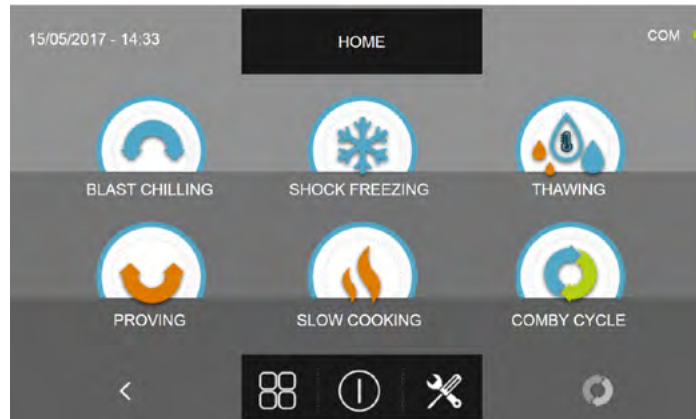 15/05/2017 - 14:33
HOME
COM
BLAST CHILLING
SHOCK FREEZING
THAWING
PROVING
SLOW COOKING
COMBY CYCLE